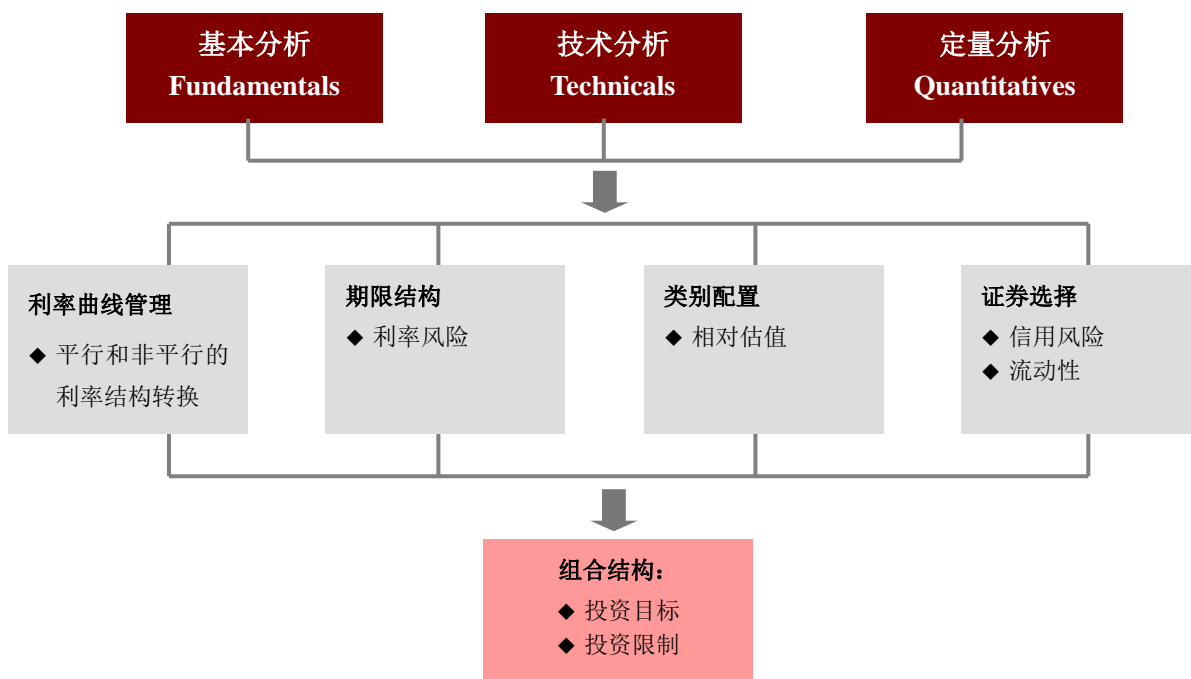 基本分析
Fundamentals
技术分析
Technicals
定量分析
Quantitatives
利率曲线管理
◆ 平行和非平行的
利率结构转换
期限结构
◆ 利率风险
类别配置
◆ 相对估值
证券选择
◆ 信用风险
◆ 流动性
组合结构：
◆ 投资目标
◆ 投资限制